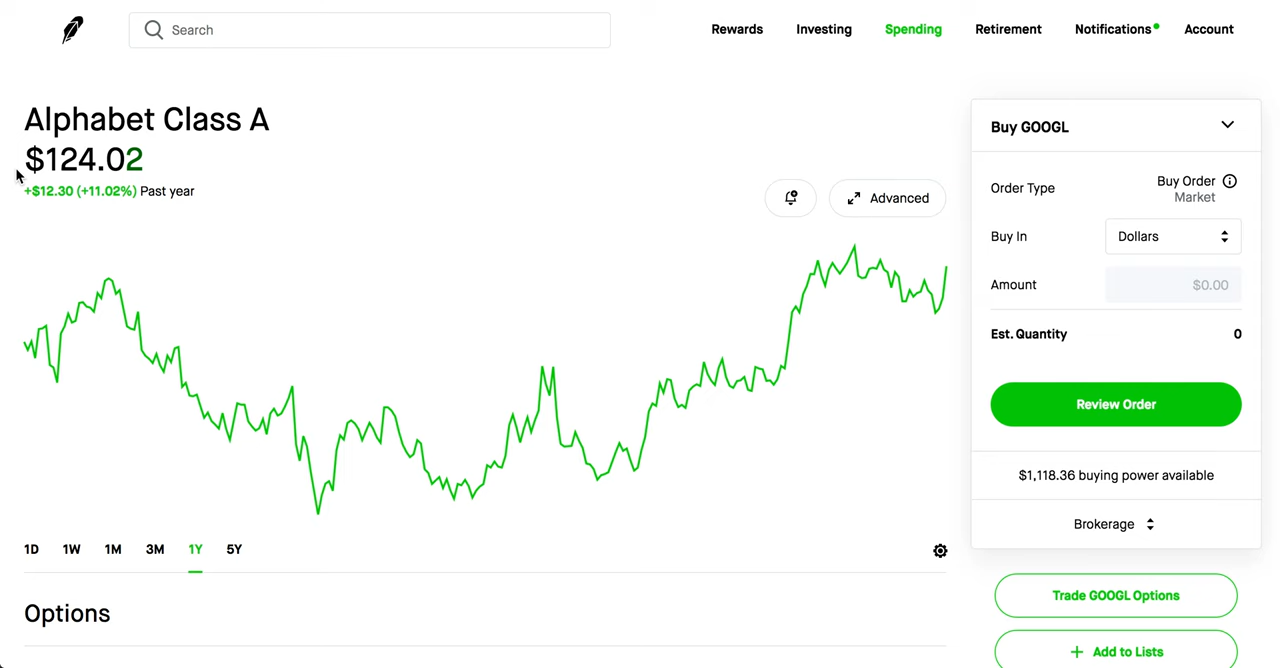 Search
Rewards Investing Spending Retirement Notifications Account
Alphabet Class A
$124.02
+$12.30 (+11.02%) Past year
Advanced
1D 1W 1M 3M 1Y 5Y
Options
Buy GOOGL
Order Type Buy Order
Market
Buy In Dollars
Amount $0.00
Est. Quantity 0
Review Order
$1,118.36 buying power available
Brokerage
Trade GOOGL Options
+ Add to Lists